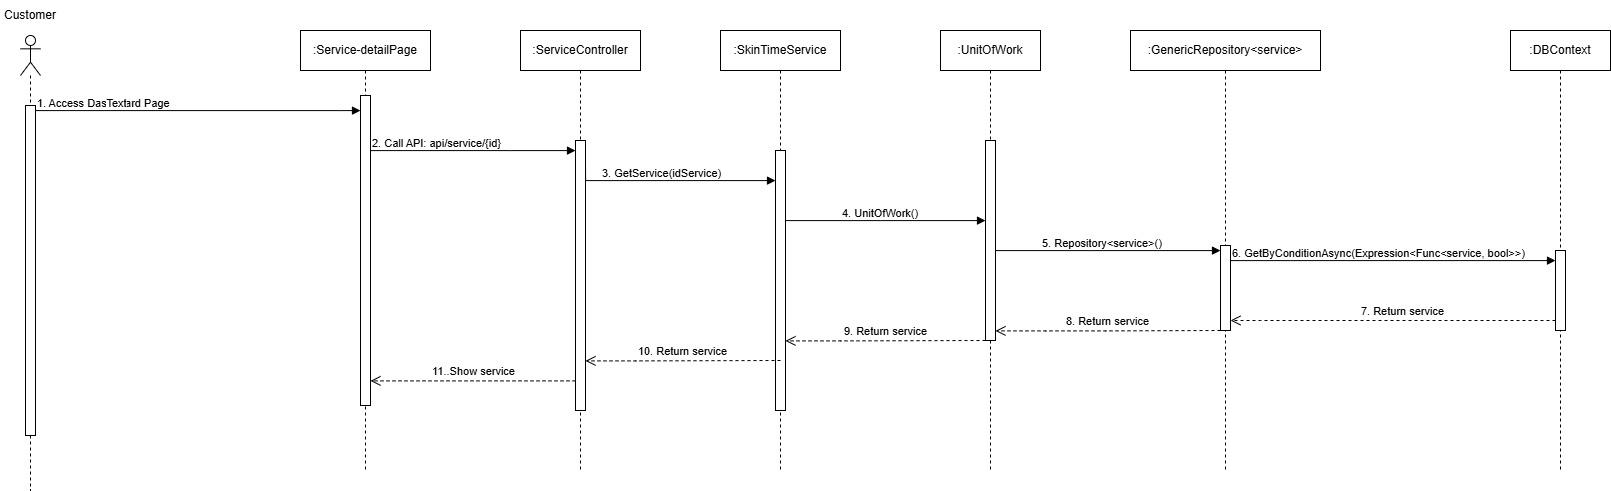 Customer
:Service-detailPage
:ServiceController
:SkinTimeService
:UnitOfWork
:GenericRepository<service>
:DBContext
1. Access DasTextard Page
2. Call API: api/service/{id}
3. GetService(idService)
4. UnitOfWork()
5. Repository<service>()
6. GetByConditionAsync(Expression<Func<service, bool>>)
7. Return service
8. Return service
9. Return service
10. Return service
11..Show service